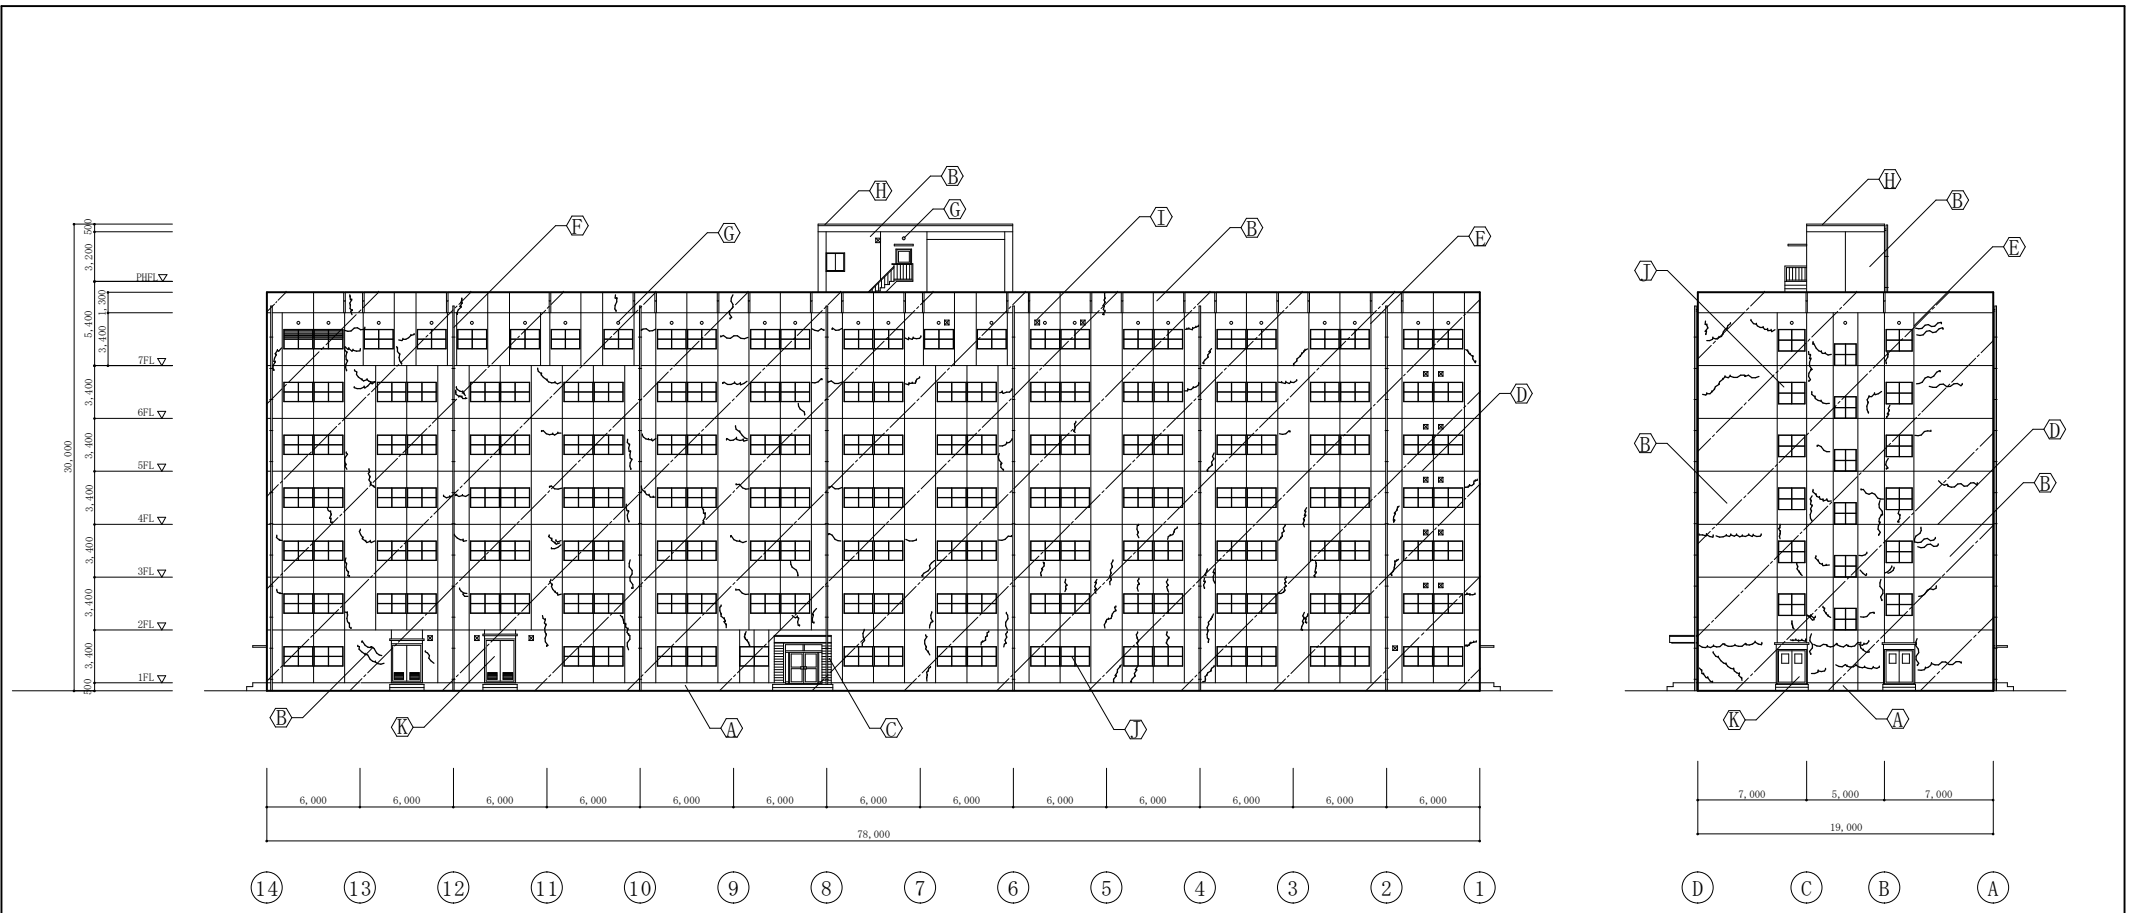 H
B
G
F
G
I
B
E
H
B
E
J
D
B
D
B
B
K
A
C
J
K
A
500
3,200
PHFL
1,300
5,400
3,400
7FL
3,400
6FL
3,400
5FL
30,000
3,400
4FL
3,400
3FL
3,400
2FL
3,400
1FL
500
6,000 6,000 6,000 6,000 6,000 6,000 6,000 6,000 6,000 6,000 6,000 6,000 6,000
78,000
7,000 5,000 7,000
19,000
14 13 12 11 10 9 8 7 6 5 4 3 2 1
D C B A